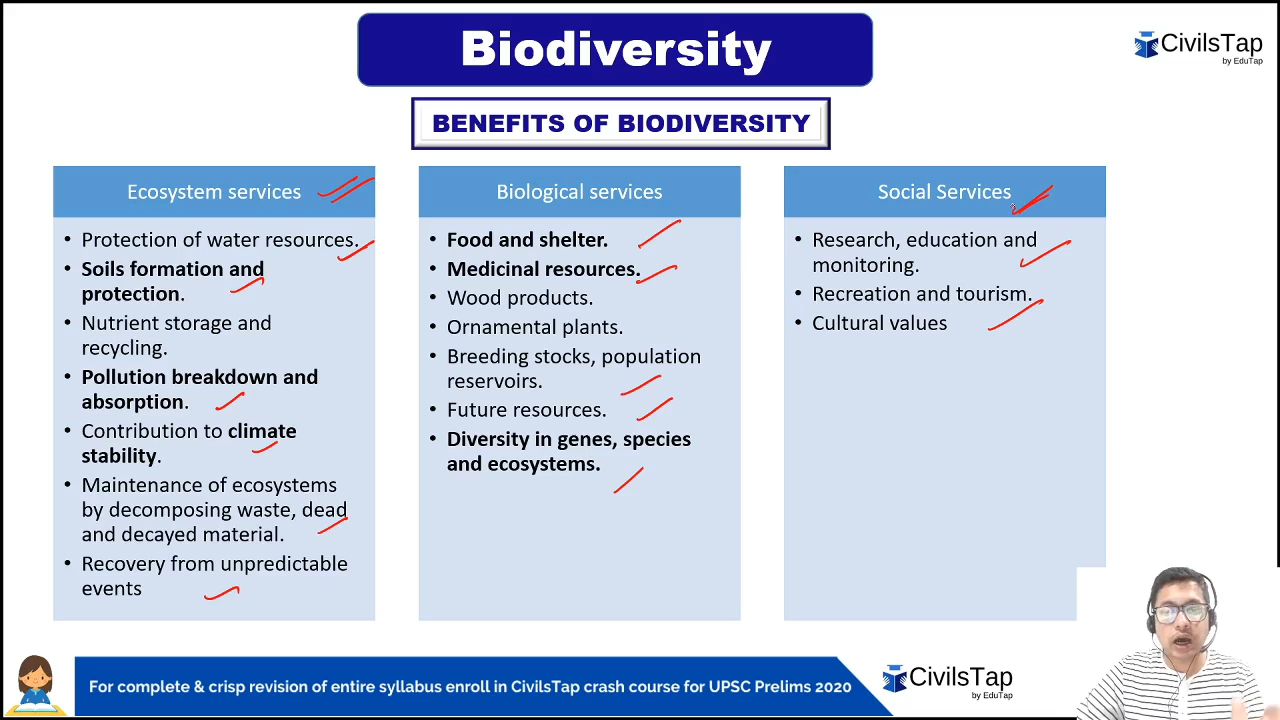 Biodiversity
CivilsTap
by EduTap
BENEFITS OF BIODIVERSITY
Ecosystem services
• Protection of water resources.
• Soils formation and
protection.
• Nutrient storage and
recycling.
• Pollution breakdown and
absorption.
• Contribution to climate
stability.
• Maintenance of ecosystems
by decomposing waste, dead
and decayed material.
• Recovery from unpredictable
events
Biological services
• Food and shelter.
• Medicinal resources.
• Wood products.
• Ornamental plants.
• Breeding stocks, population
reservoirs.
• Future resources.
• Diversity in genes, species
and ecosystems.
Social Services
• Research, education and
monitoring.
• Recreation and tourism.
• Cultural values
For complete & crisp revision of entire syllabus enroll in CivilsTap crash course for UPSC Prelims 2020
CivilsTap
by EduTap